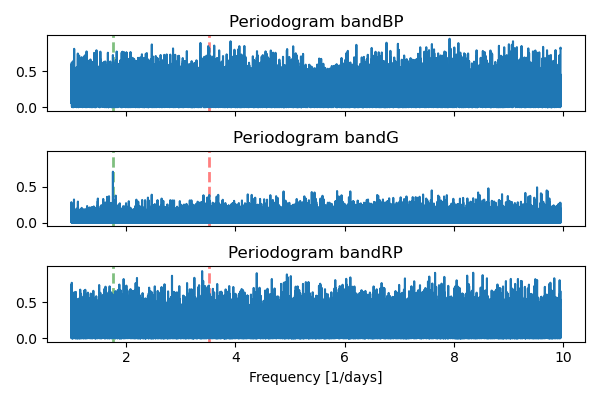 Periodogram bandBP
0.5
0.0
Periodogram bandG
0.5
0.0
Periodogram bandRP
0.5
0.0
2 4 6 8 10
Frequency [1/days]